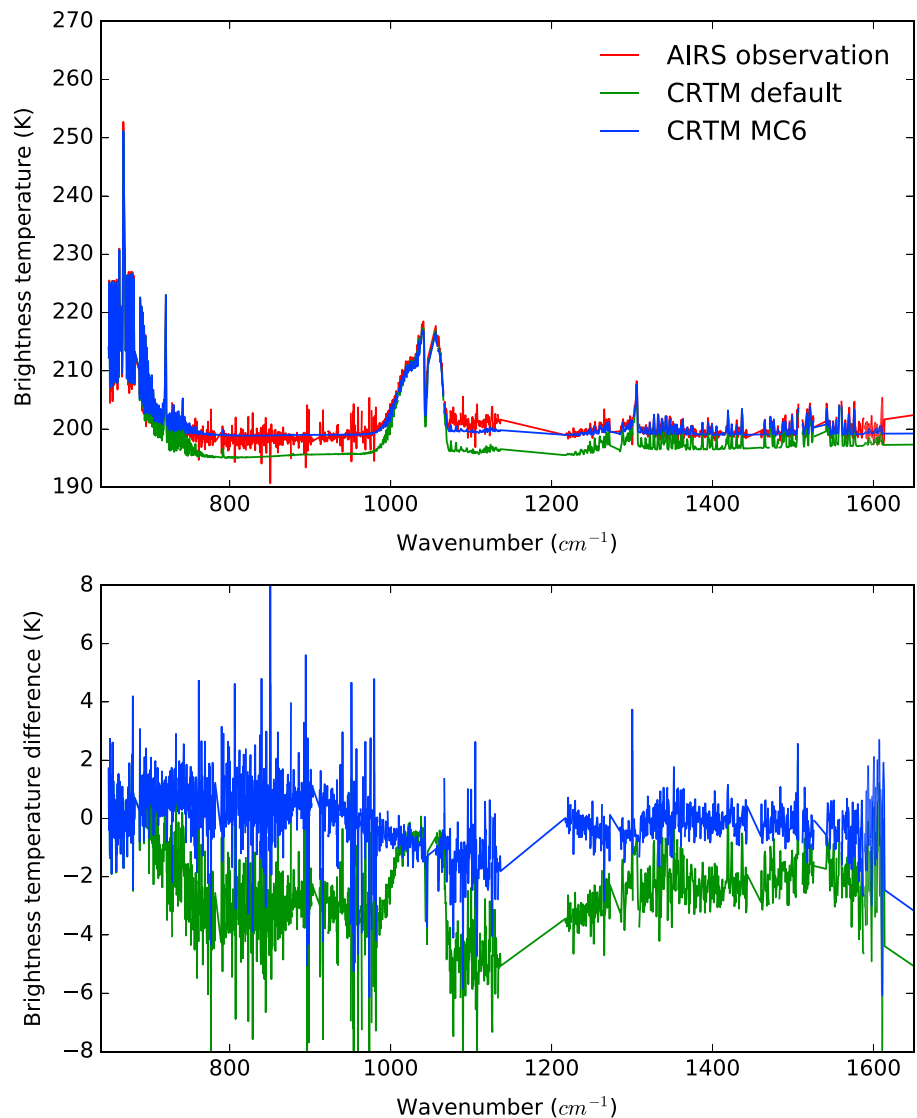 270
260
250
240
230
220
210
200
190
Brightness temperature (K)
AIRS observation
CRTM default
CRTM MC6
800 1000 1200 1400 1600
Wavenumber (cm⁻¹)
8
6
4
2
0
−2
−4
−6
−8
Brightness temperature difference (K)
800 1000 1200 1400 1600
Wavenumber (cm⁻¹)